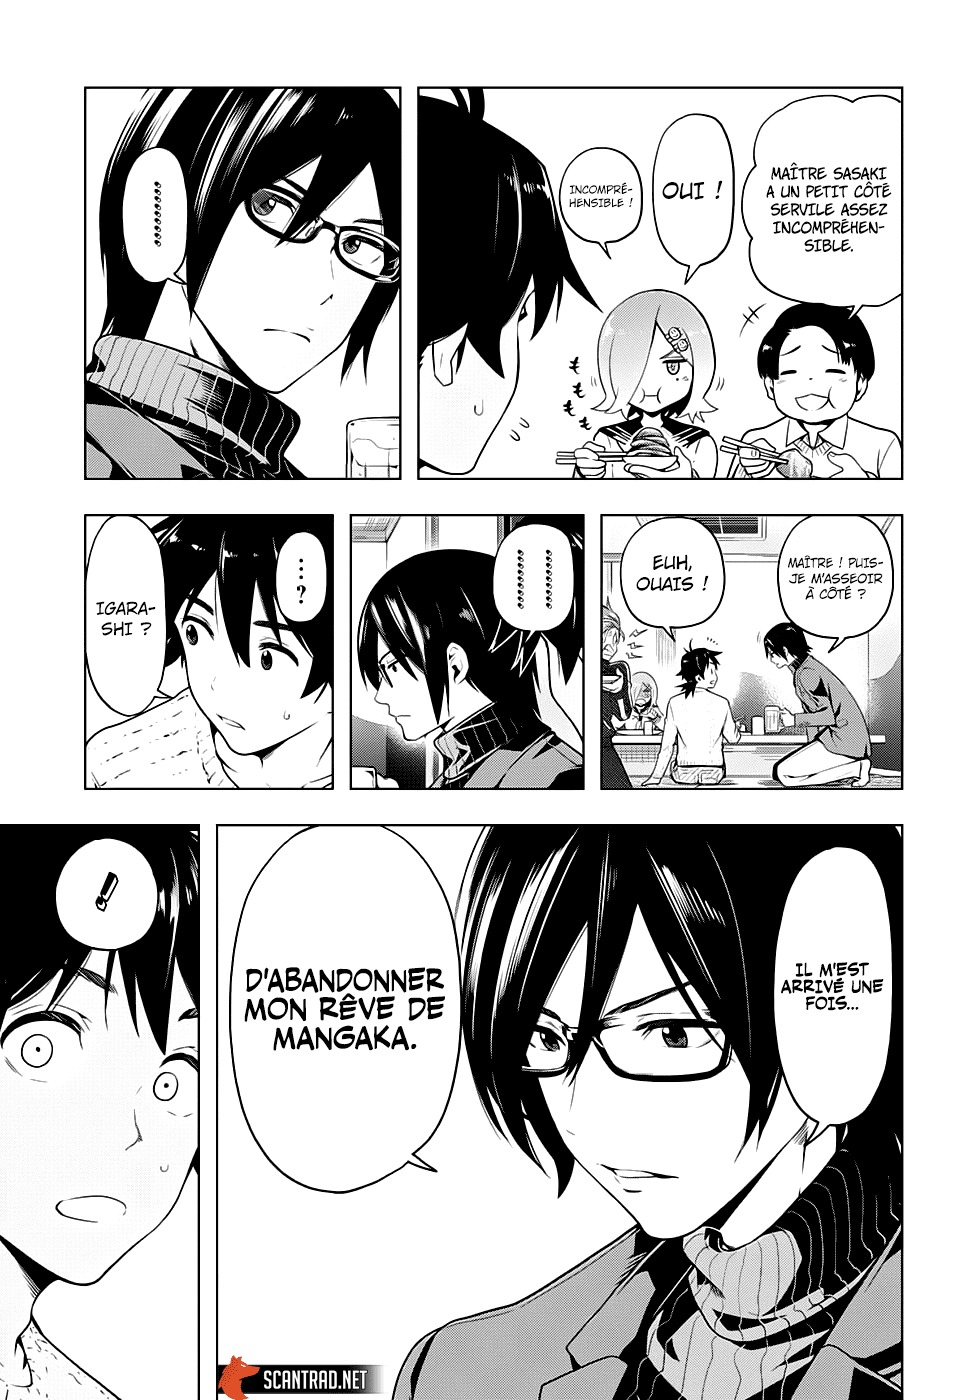 MAÎTRE SASAKI
A UN PETIT CÔTÉ
SERVILE ASSEZ
INCOMPRÉHEN-
SIBLE.
OUI !
INCOMPRÉ-
HENSIBLE !
MAÎTRE ! PUIS-
JE M'ASSEOIR
À CÔTÉ ?
EUH,
OUAIS !
...?
IGARA-
SHI ?
IL M'EST
ARRIVÉ UNE
FOIS...
D'ABANDONNER
MON RÊVE DE
MANGAKA.
!
SCANTRAD.NET